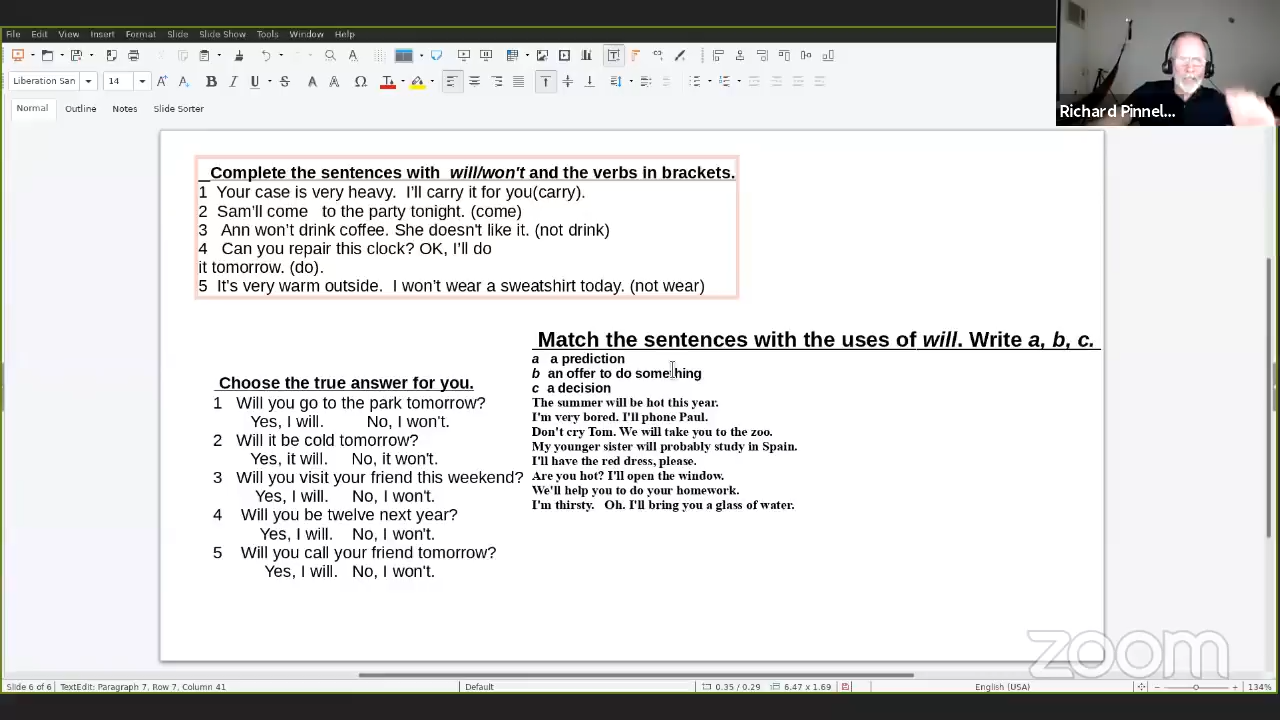 File Edit View Insert Format Slide Slide Show Tools Window Help
Liberation San 14
Normal Outline Notes Slide Sorter
Richard Pinnel...
Complete the sentences with will/won't and the verbs in brackets.
1 Your case is very heavy. I'll carry it for you(carry).
2 Sam'll come to the party tonight. (come)
3 Ann won't drink coffee. She doesn't like it. (not drink)
4 Can you repair this clock? OK, I'll do
it tomorrow. (do).
5 It's very warm outside. I won't wear a sweatshirt today. (not wear)
Match the sentences with the uses of will. Write a, b, c.
a a prediction
b an offer to do something
c a decision
The summer will be hot this year.
I'm very bored. I'll phone Paul.
Don't cry Tom. We will take you to the zoo.
My younger sister will probably study in Spain.
I'll have the red dress, please.
Are you hot? I'll open the window.
We'll help you to do your homework.
I'm thirsty. Oh. I'll bring you a glass of water.
Choose the true answer for you.
1 Will you go to the park tomorrow?
Yes, I will. No, I won't.
2 Will it be cold tomorrow?
Yes, it will. No, it won't.
3 Will you visit your friend this weekend?
Yes, I will. No, I won't.
4 Will you be twelve next year?
Yes, I will. No, I won't.
5 Will you call your friend tomorrow?
Yes, I will. No, I won't.
zoom
Slide 6 of 6 TextEdit: Paragraph 7, Row 7, Column 41 Default 0.35 / 0.29 6.47 x 1.69 English (USA) 134%